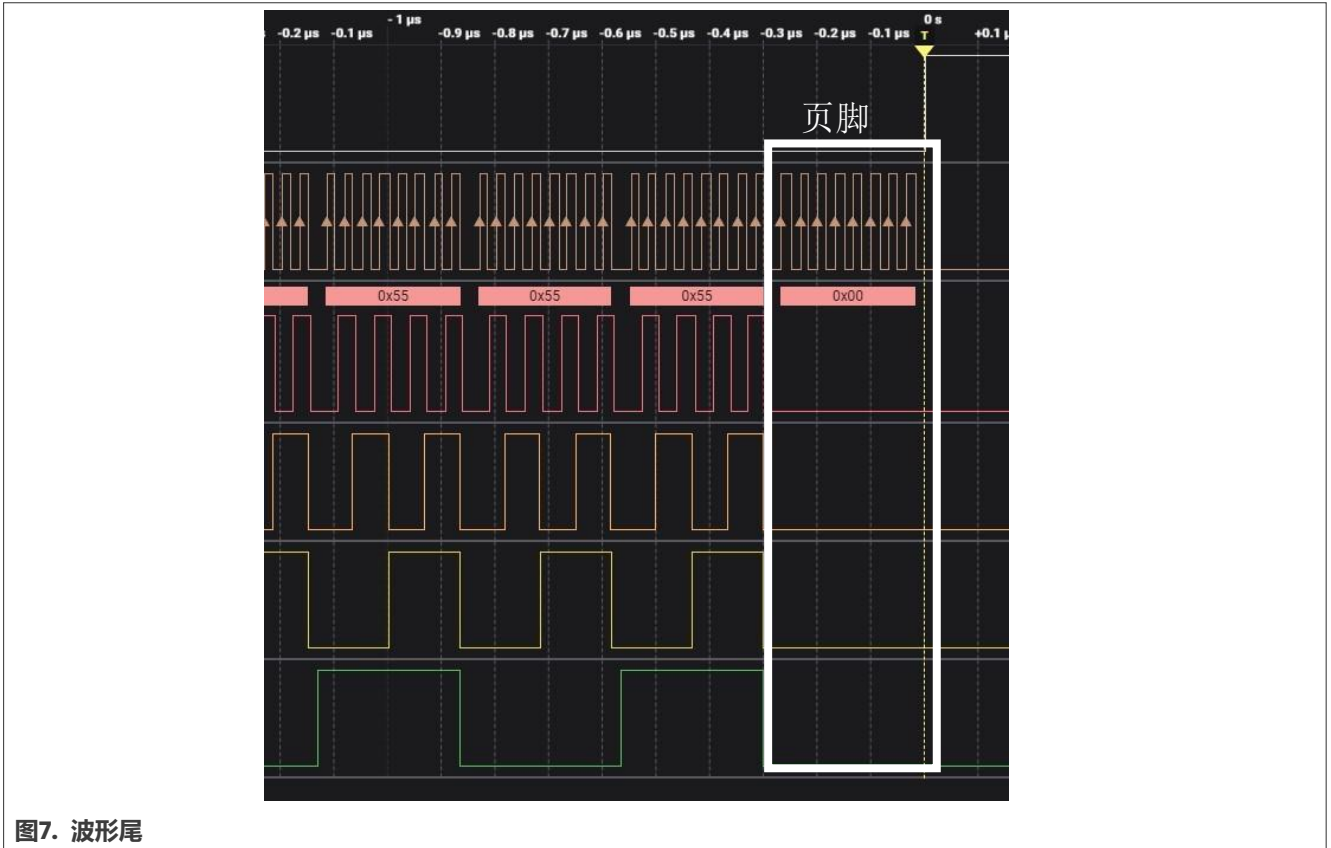 - 1 µs 0 s
-0.2 µs -0.1 µs -0.9 µs -0.8 µs -0.7 µs -0.6 µs -0.5 µs -0.4 µs -0.3 µs -0.2 µs -0.1 µs T +0.1
页脚
0x55 0x55 0x55 0x00
图7. 波形尾